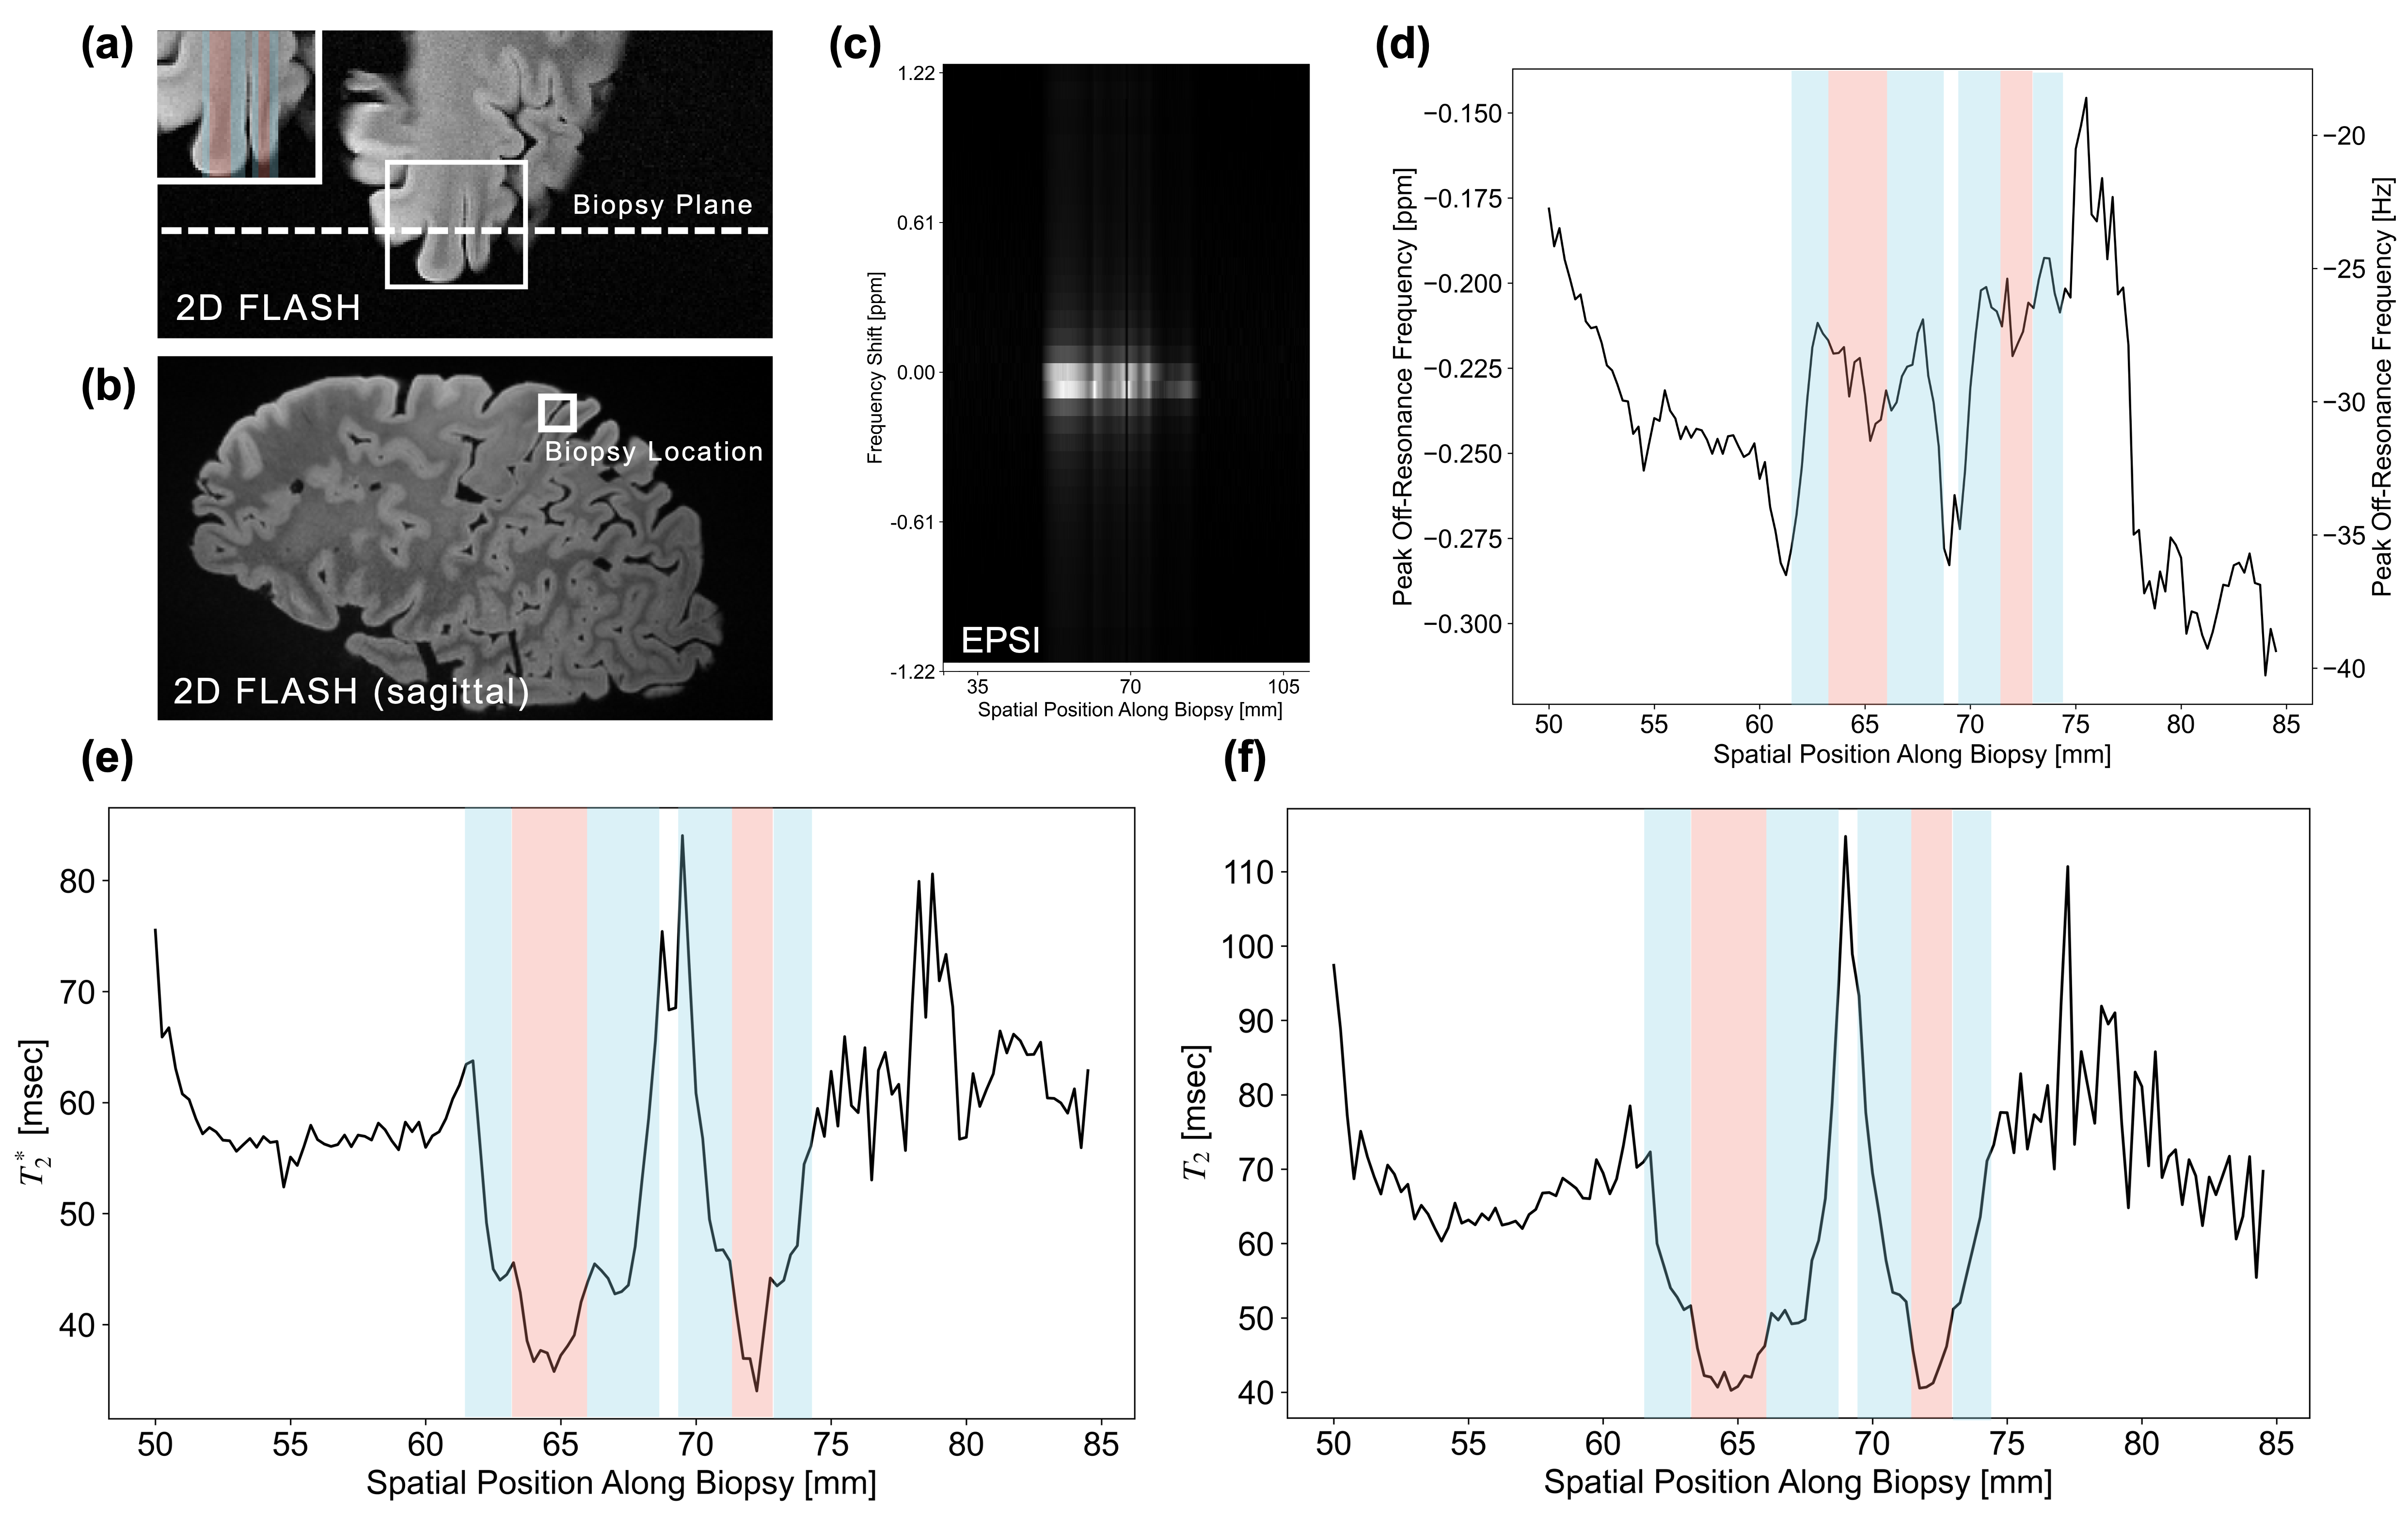 (a)
Biopsy Plane
2D FLASH
(b)
Biopsy Location
2D FLASH (sagittal)
(c)
1.22
0.61
0.00
-0.61
-1.22
Frequency Shift [ppm]
EPSI
35 70 105
Spatial Position Along Biopsy [mm]
(d)
−0.150
−0.175
−0.200
−0.225
−0.250
−0.275
−0.300
Peak Off-Resonance Frequency [ppm]
−20
−25
−30
−35
−40
Peak Off-Resonance Frequency [Hz]
50 55 60 65 70 75 80 85
Spatial Position Along Biopsy [mm]
(e)
80
70
60
50
40
T₂* [msec]
50 55 60 65 70 75 80 85
Spatial Position Along Biopsy [mm]
(f)
110
100
90
80
70
60
50
40
T₂ [msec]
50 55 60 65 70 75 80 85
Spatial Position Along Biopsy [mm]